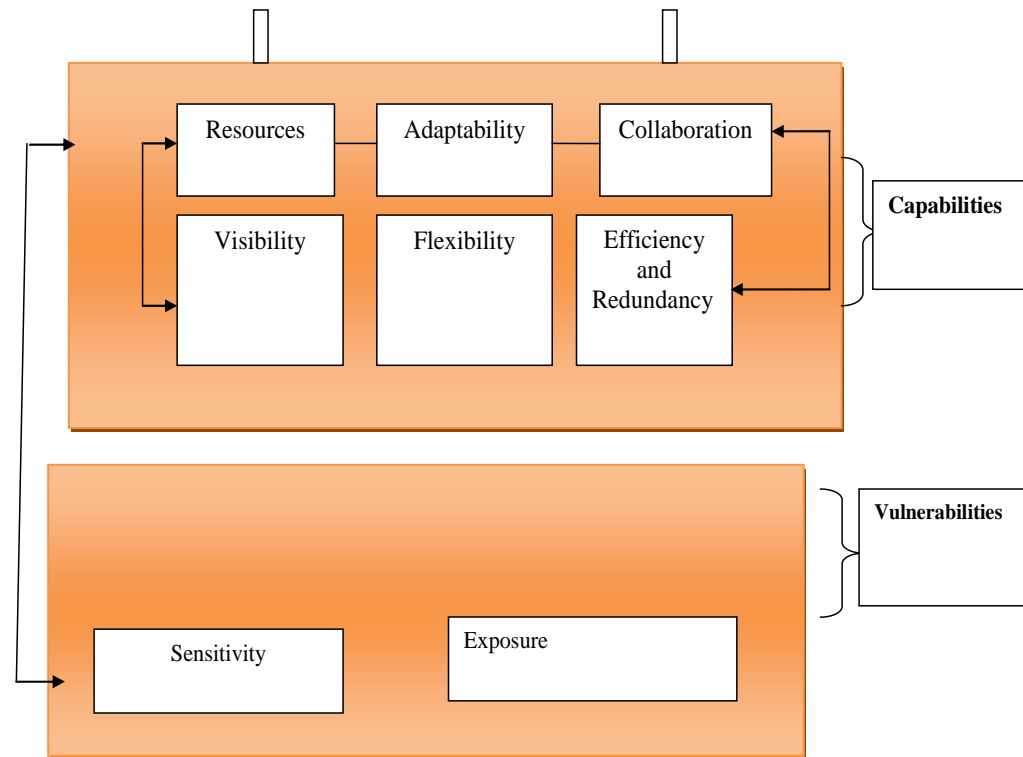 Resources
Adaptability
Collaboration
Capabilities
Visibility
Flexibility
Efficiency
and
Redundancy
Vulnerabilities
Sensitivity
Exposure